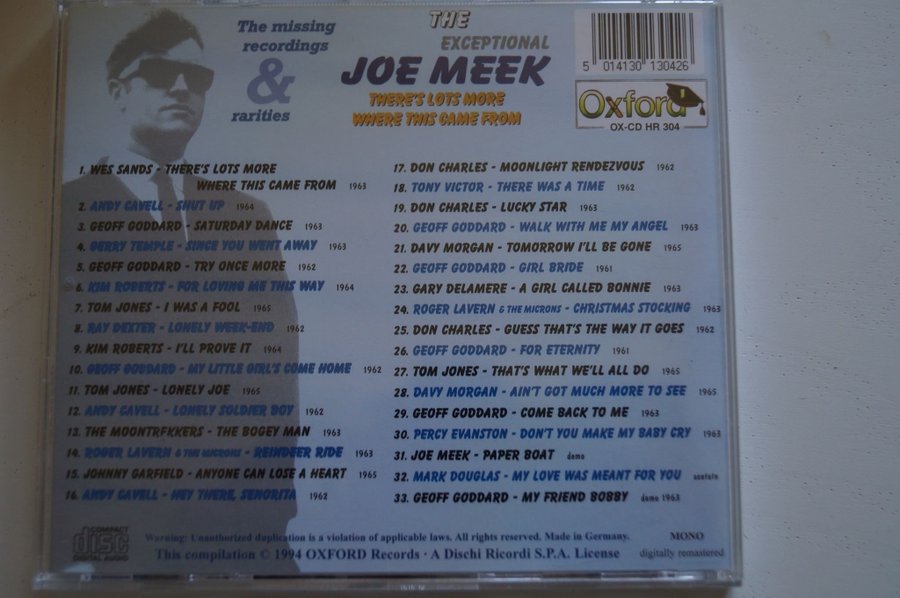 The missing
recordings
&
rarities
THE
EXCEPTIONAL
JOE MEEK
THERE'S LOTS MORE
WHERE THIS CAME FROM
5 014130 130426
Oxford
OX-CD HR 304
1. WES SANDS - THERE'S LOTS MORE
WHERE THIS CAME FROM 1963
2. ANDY CAVELL - SHUT UP 1964
3. GEOFF GODDARD - SATURDAY DANCE 1963
4. GERRY TEMPLE - SINCE YOU WENT AWAY 1963
5. GEOFF GODDARD - TRY ONCE MORE 1962
6. KIM ROBERTS - FOR LOVING ME THIS WAY 1964
7. TOM JONES - I WAS A FOOL 1965
8. RAY DEXTER - LONELY WEEK-END 1962
9. KIM ROBERTS - I'LL PROVE IT 1964
10. GEOFF GODDARD - MY LITTLE GIRL'S COME HOME 1962
11. TOM JONES - LONELY JOE 1965
12. ANDY CAVELL - LONELY SOLDIER BOY 1962
13. THE MOONTRFKKERS - THE BOGEY MAN 1963
14. ROGER LAVERN & THE MICRONS - REINDEER RIDE 1963
15. JOHNNY GARFIELD - ANYONE CAN LOSE A HEART 1965
16. ANDY CAVELL - HEY THERE, SENORITA 1962
17. DON CHARLES - MOONLIGHT RENDEZVOUS 1962
18. TONY VICTOR - THERE WAS A TIME 1962
19. DON CHARLES - LUCKY STAR 1963
20. GEOFF GODDARD - WALK WITH ME MY ANGEL 1963
21. DAVY MORGAN - TOMORROW I'LL BE GONE 1965
22. GEOFF GODDARD - GIRL BRIDE 1961
23. GARY DELAMERE - A GIRL CALLED BONNIE 1963
24. ROGER LAVERN & THE MICRONS - CHRISTMAS STOCKING 1963
25. DON CHARLES - GUESS THAT'S THE WAY IT GOES 1962
26. GEOFF GODDARD - FOR ETERNITY 1961
27. TOM JONES - THAT'S WHAT WE'LL ALL DO 1965
28. DAVY MORGAN - AIN'T GOT MUCH MORE TO SEE 1965
29. GEOFF GODDARD - COME BACK TO ME 1963
30. PERCY EVANSTON - DON'T YOU MAKE MY BABY CRY 1963
31. JOE MEEK - PAPER BOAT demo
32. MARK DOUGLAS - MY LOVE WAS MEANT FOR YOU acetate
33. GEOFF GODDARD - MY FRIEND BOBBY demo 1963
COMPACT
disc
DIGITAL AUDIO
Warning: Unauthorized duplication is a violation of applicable laws. All rights reserved. Made in Germany.
This compilation © 1994 OXFORD Records · A Dischi Ricordi S.P.A. License
MONO
digitally remastered